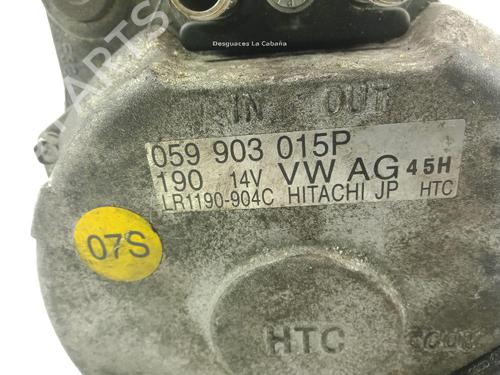 Desguaces La Cabaña
PARTS
IN OUT
059 903 015P
190 14V VW AG 45H
LR1190-904C HITACHI JP HTC
07S
HTC